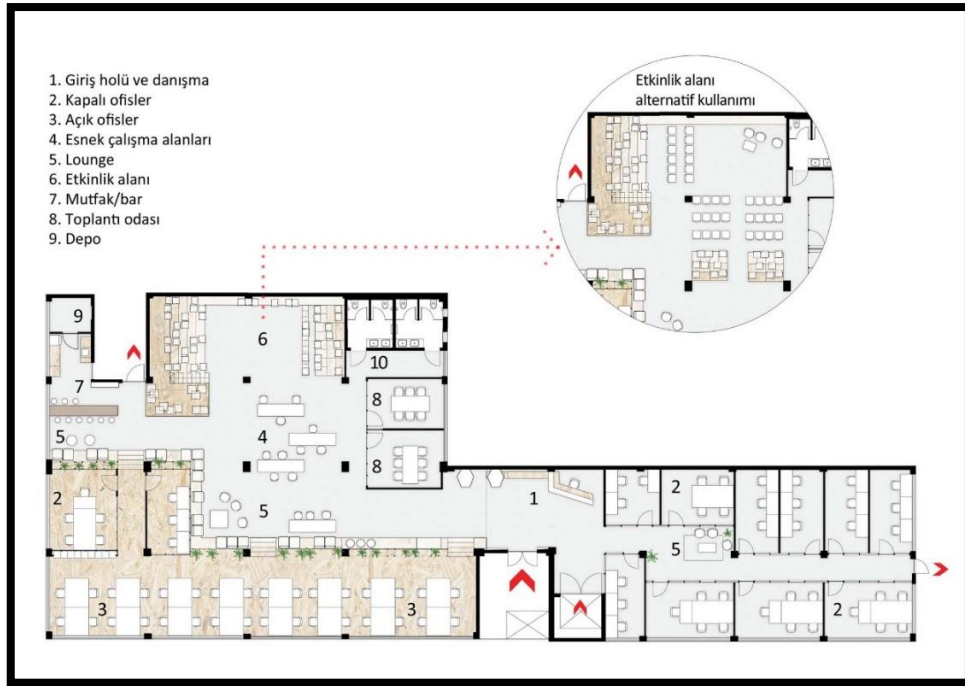 1. Giriş holü ve danışma
2. Kapalı ofisler
3. Açık ofisler
4. Esnek çalışma alanları
5. Lounge
6. Etkinlik alanı
7. Mutfak/bar
8. Toplantı odası
9. Depo
Etkinlik alanı
alternatif kullanımı
9
6
10
7
8
5
4
8
2
5
1
2
5
3
3
2